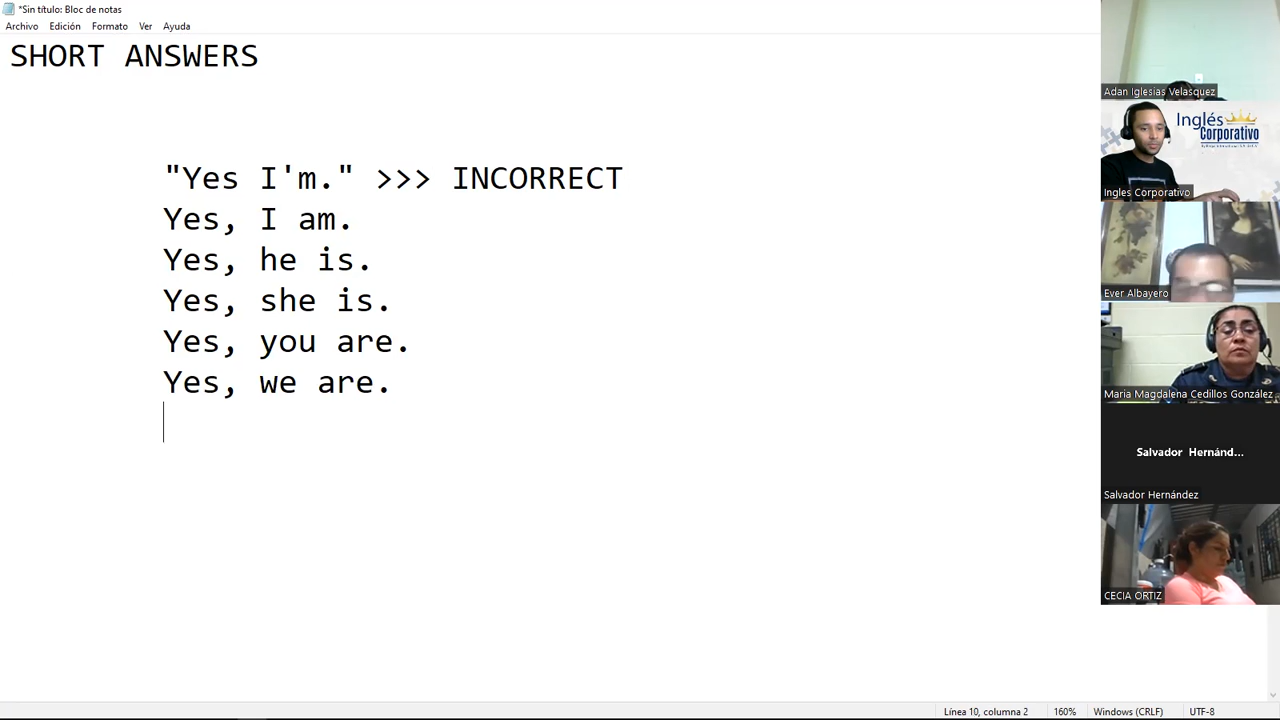 *Sin título: Bloc de notas
Archivo Edición Formato Ver Ayuda
SHORT ANSWERS
"Yes I'm." >>> INCORRECT
Yes, I am.
Yes, he is.
Yes, she is.
Yes, you are.
Yes, we are.
Adan Iglesias Velasquez
Inglés
Corporativo
Ingles Corporativo
Ever Albayero
Maria Magdalena Cedillos González
Salvador Hernánd...
Salvador Hernández
CECIA ORTIZ
Línea 10, columna 2 160% Windows (CRLF) UTF-8